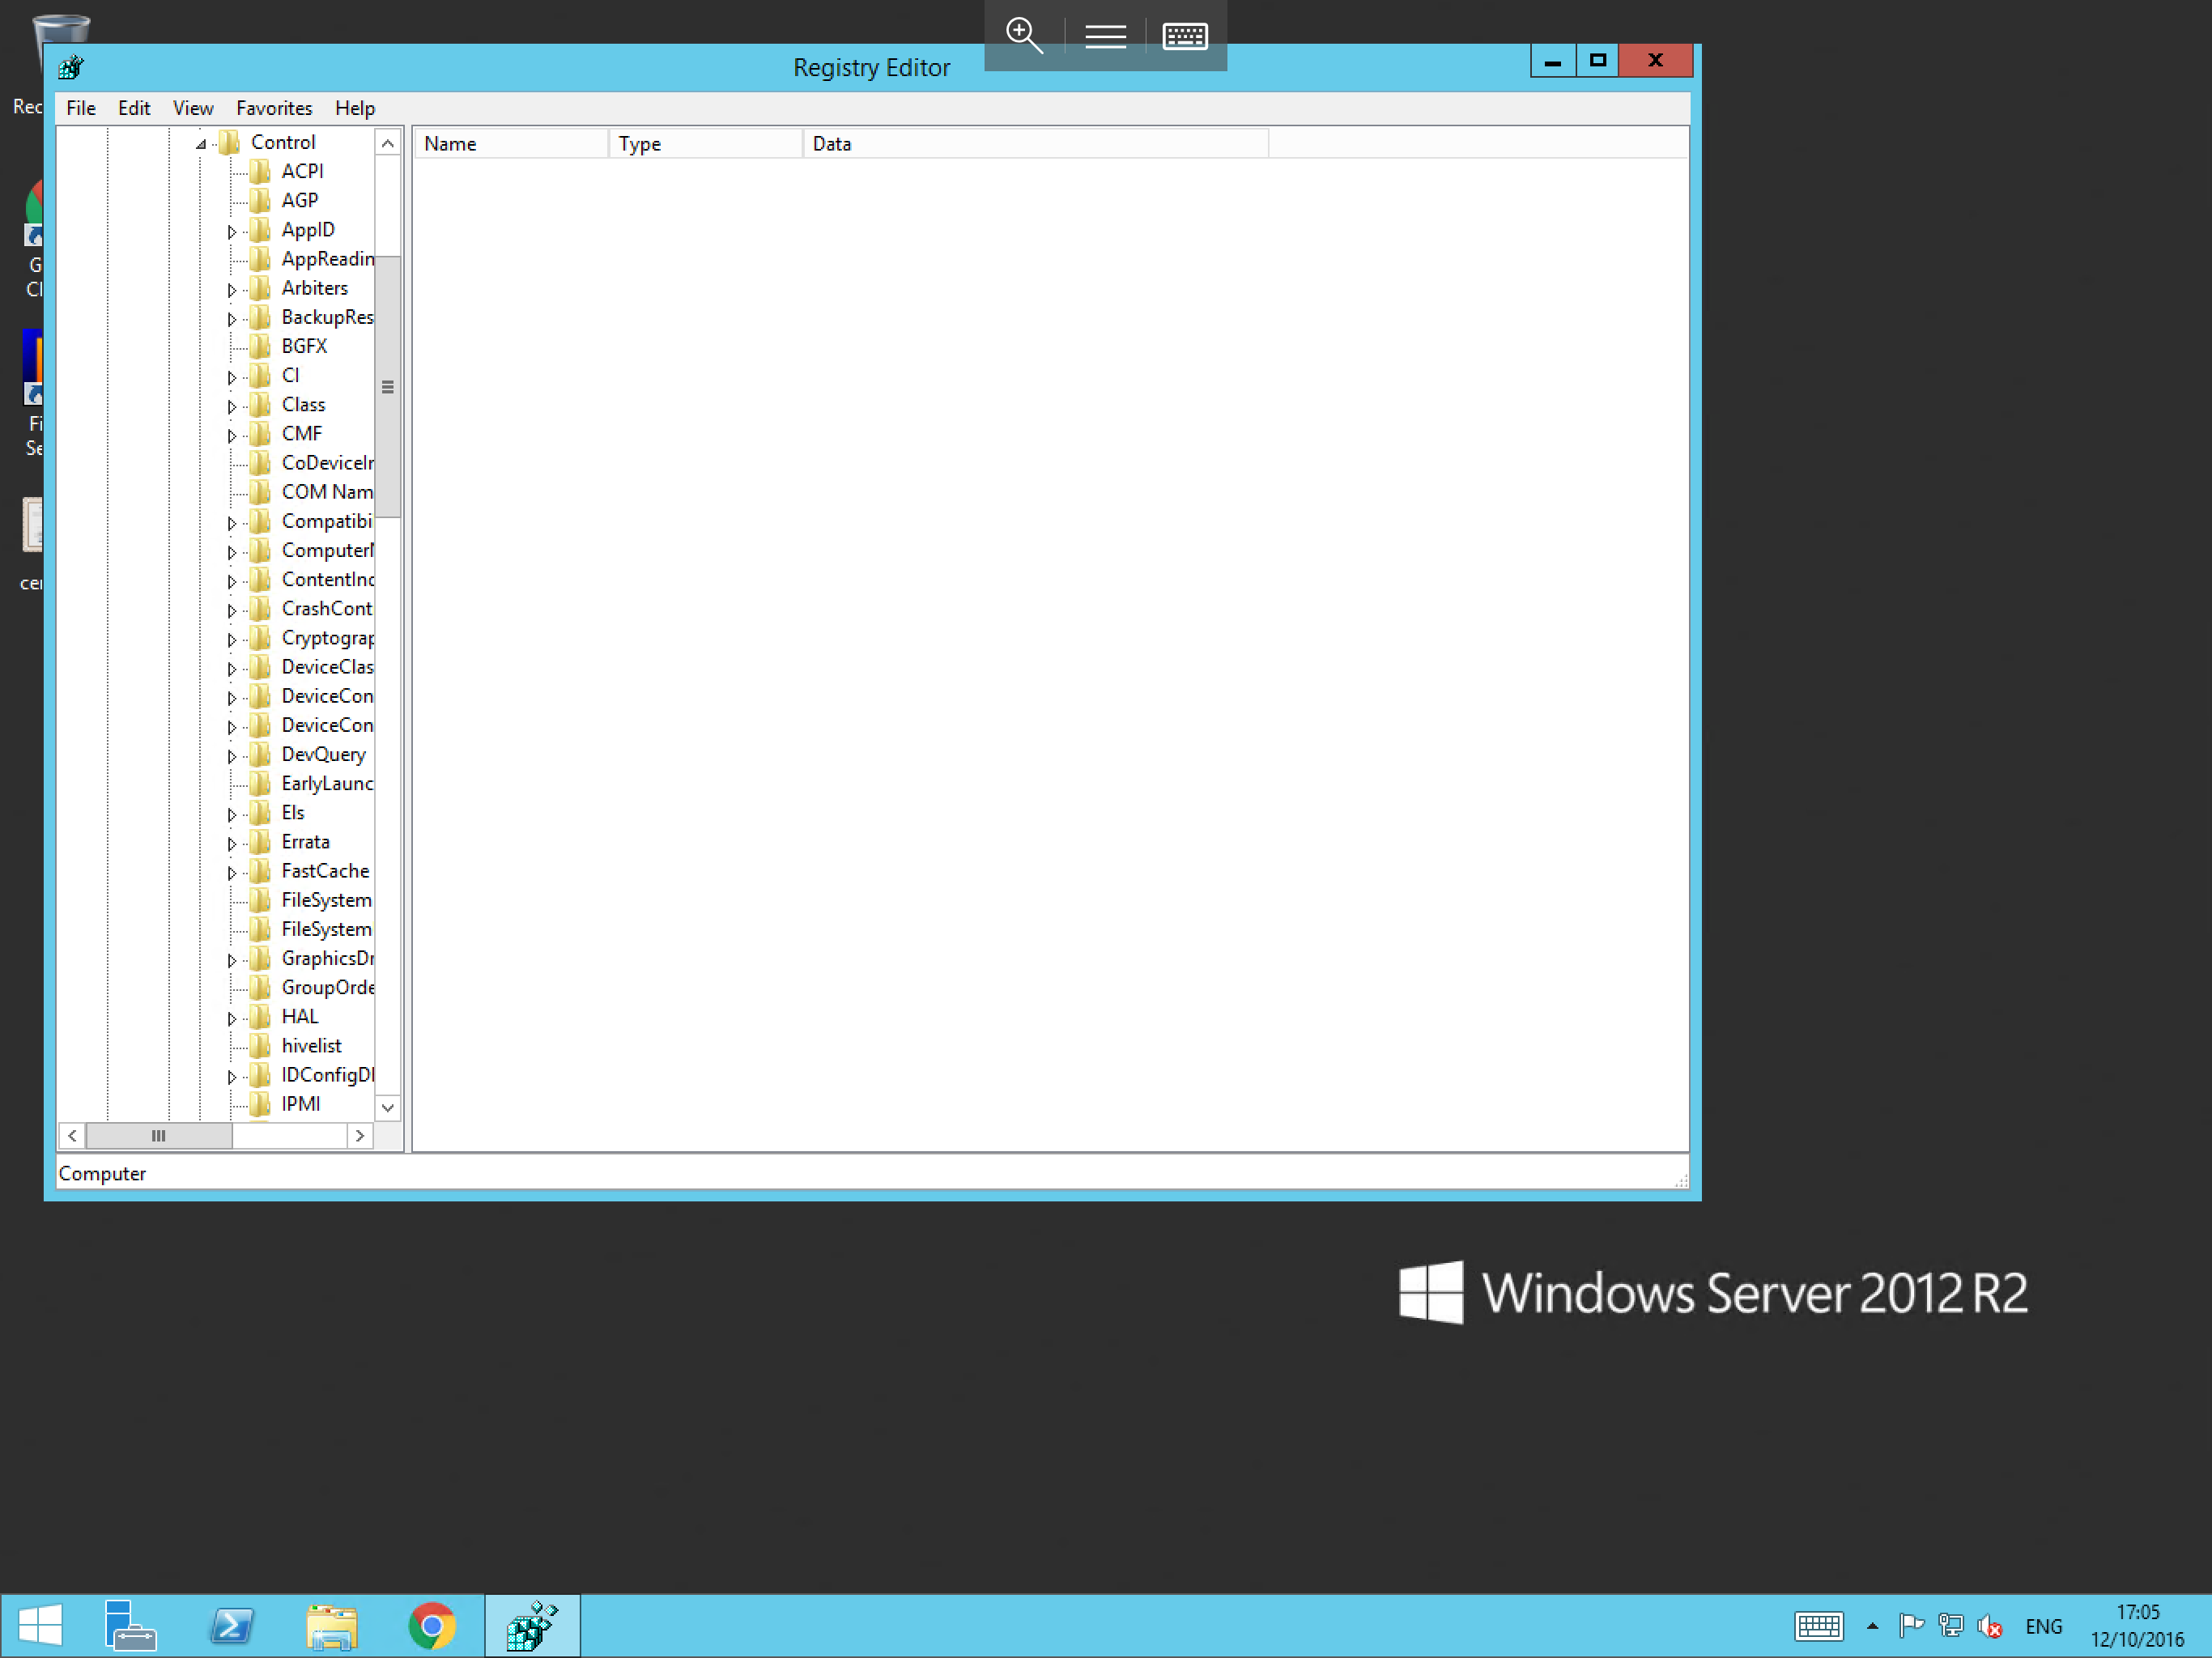 Registry Editor
File Edit View Favorites Help
Name Type Data
Control
ACPI
AGP
AppID
AppReadin
Arbiters
BackupRes
BGFX
CI
Class
CMF
CoDeviceIr
COM Nam
Compatibi
Computer
ContentInd
CrashCont
Cryptograp
DeviceClas
DeviceCon
DeviceCon
DevQuery
EarlyLaunc
Els
Errata
FastCache
FileSystem
FileSystem
GraphicsDr
GroupOrde
HAL
hivelist
IDConfigD
IPMI
Computer
Rec
G
Cl
Fi
Se
cer
Windows Server 2012 R2
ENG
17:05
12/10/2016